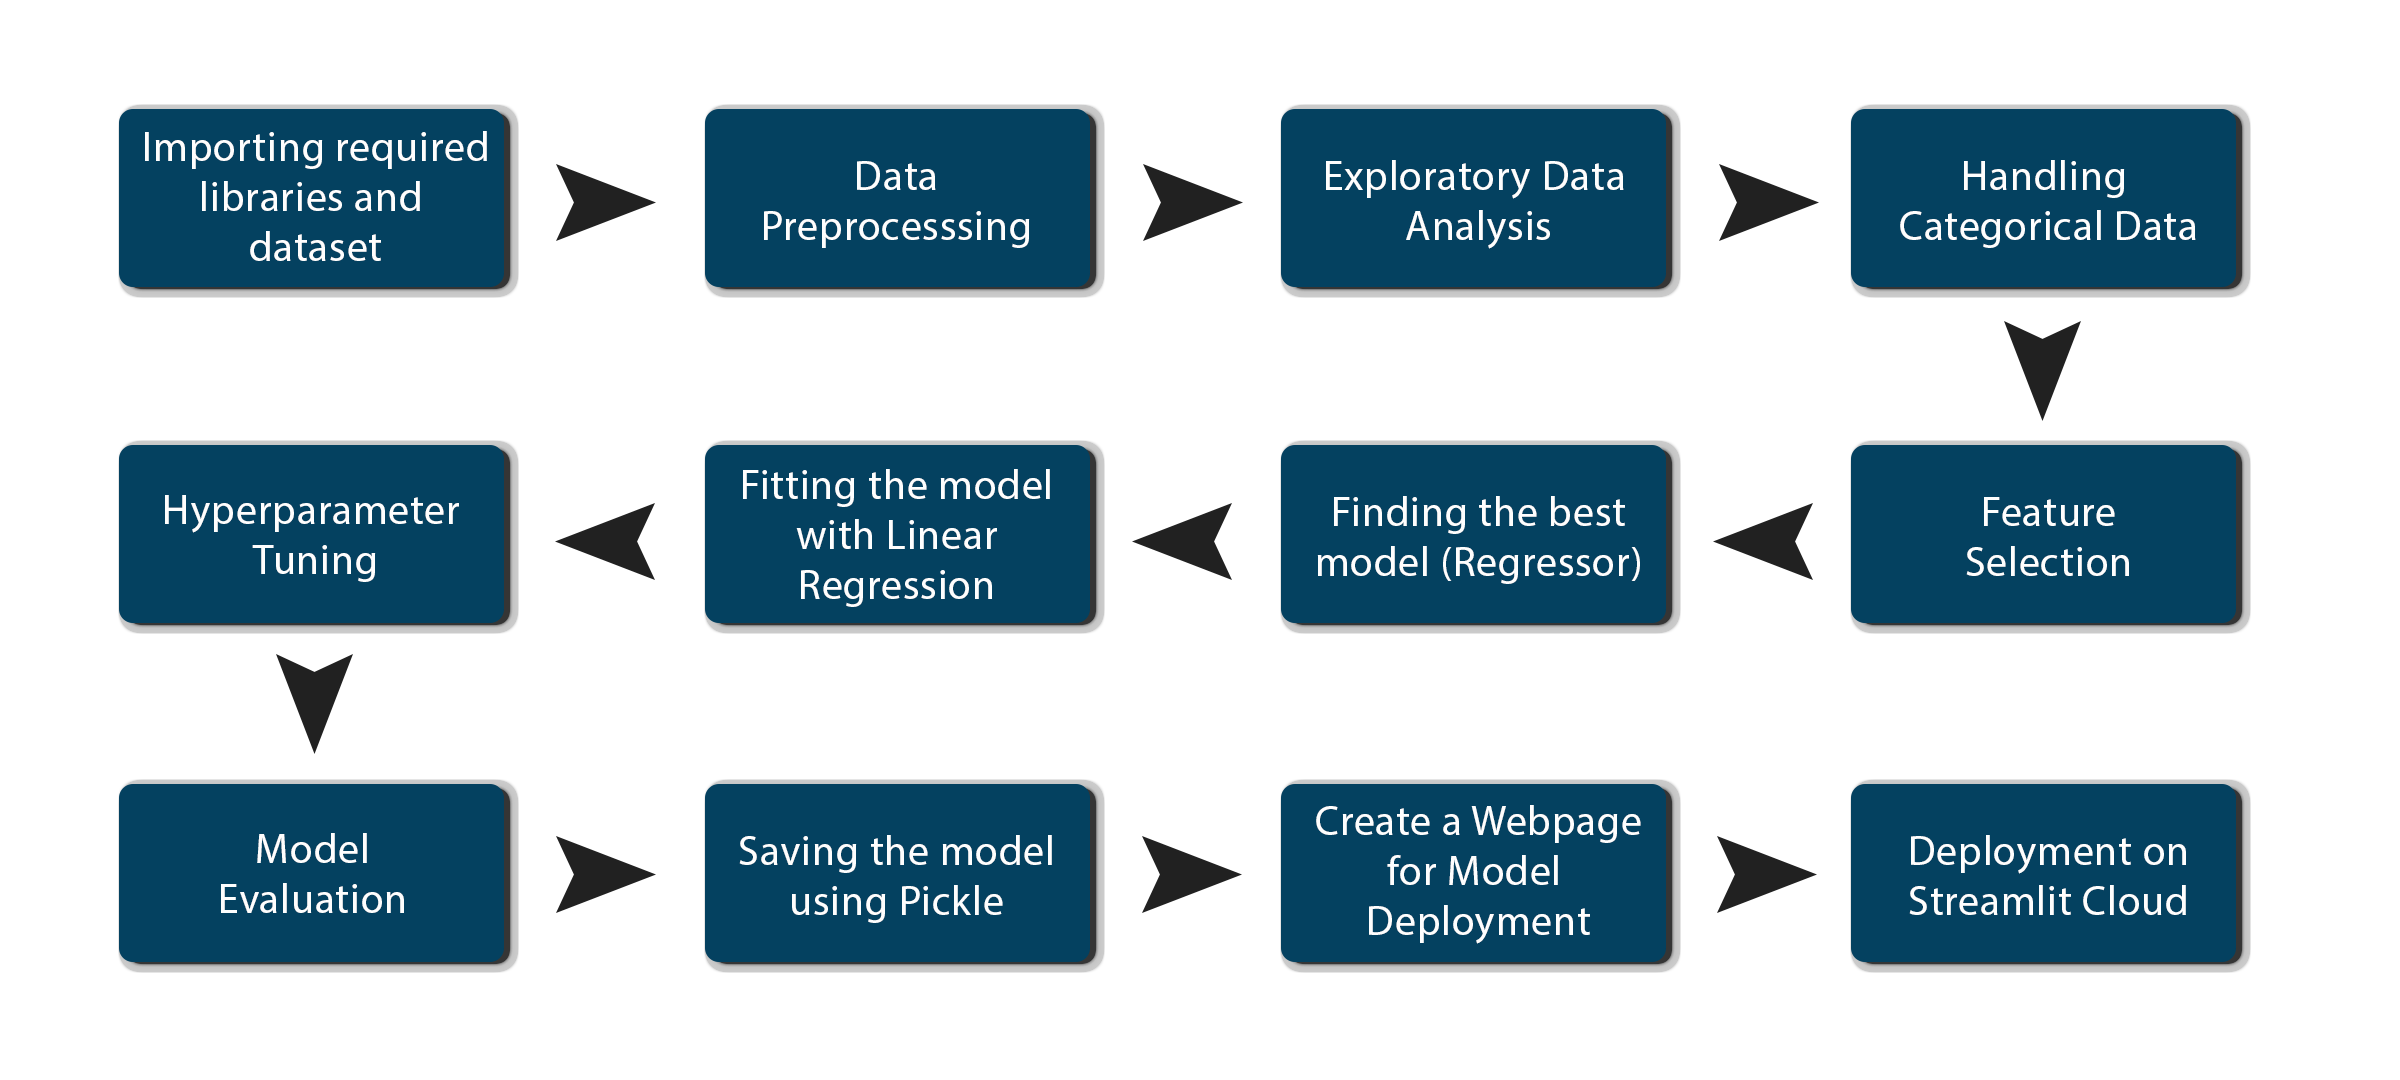 Importing required
libraries and
dataset
Data
Preprocesssing
Exploratory Data
Analysis
Handling
Categorical Data
Feature
Selection
Finding the best
model (Regressor)
Fitting the model
with Linear
Regression
Hyperparameter
Tuning
Model
Evaluation
Saving the model
using Pickle
Create a Webpage
for Model
Deployment
Deployment on
Streamlit Cloud